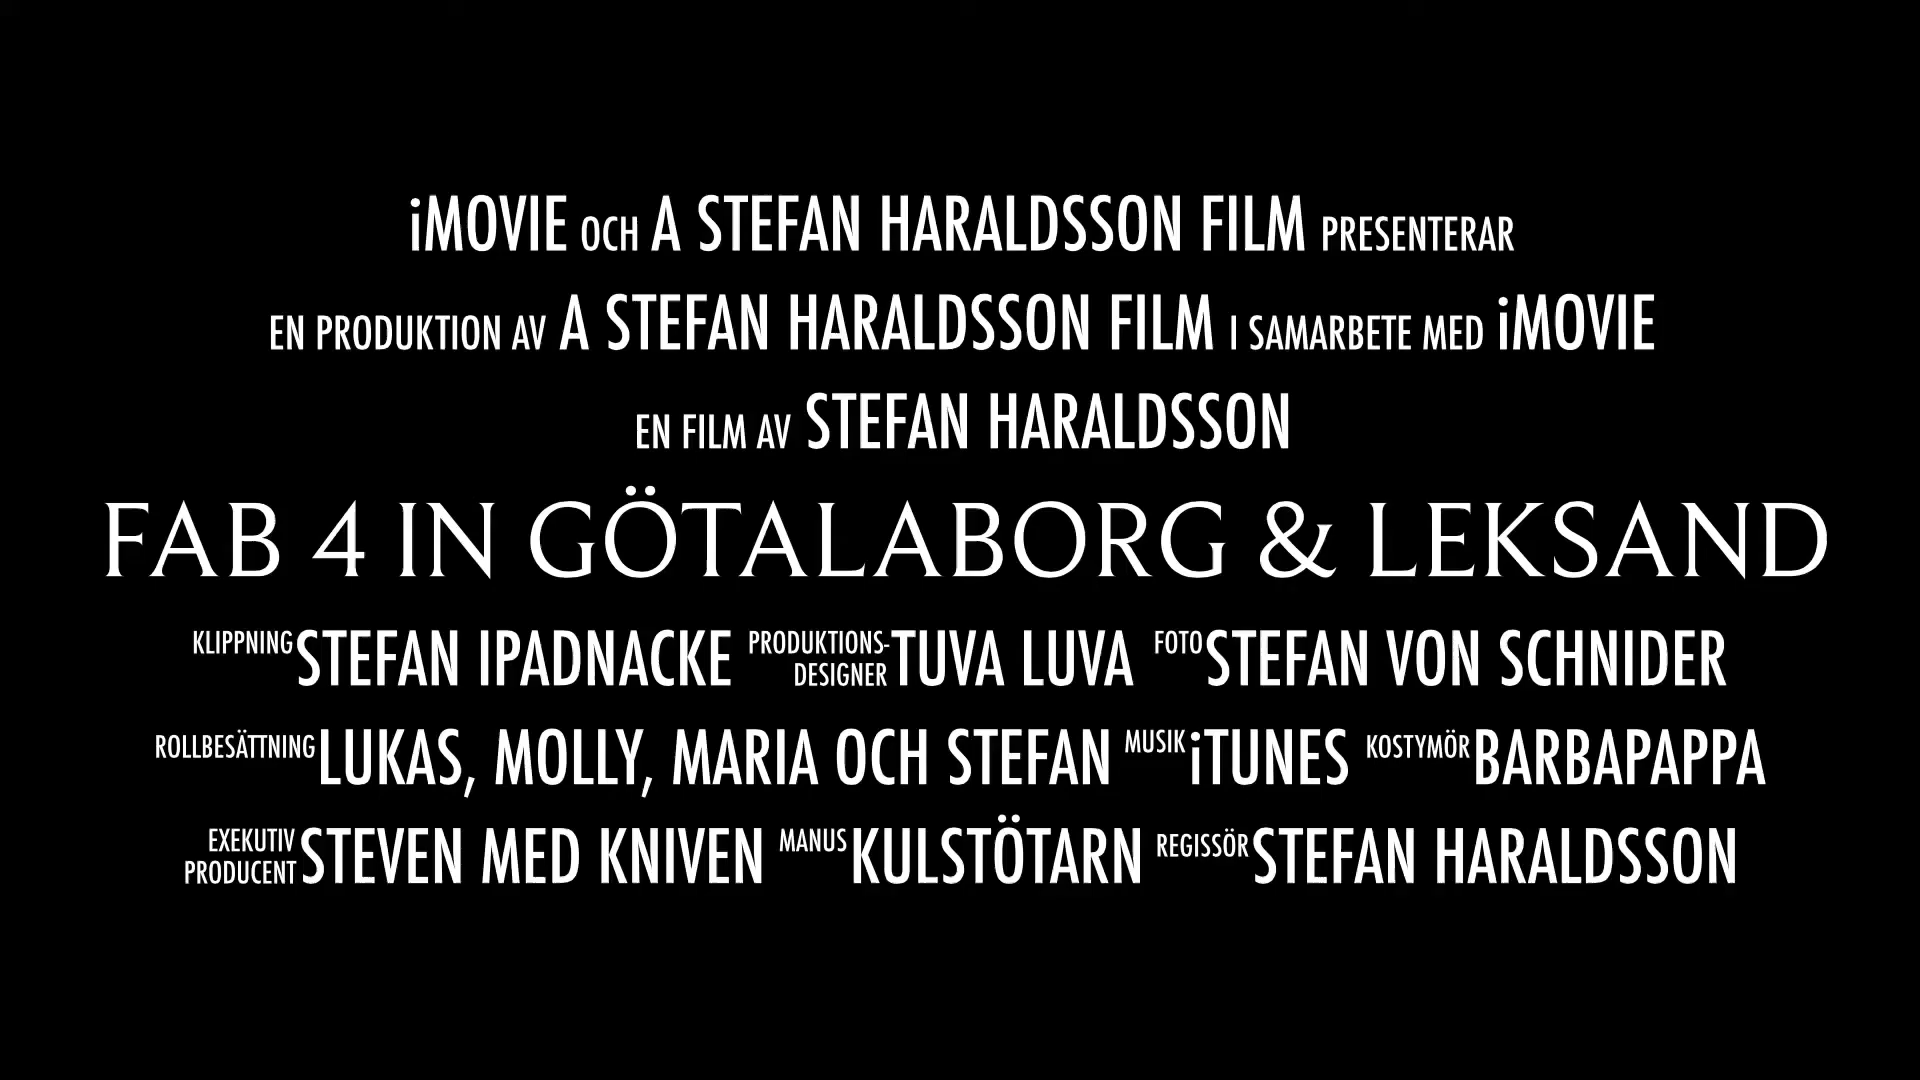 iMOVIE OCH A STEFAN HARALDSSON FILM PRESENTERAR
EN PRODUKTION AV A STEFAN HARALDSSON FILM I SAMARBETE MED iMOVIE
EN FILM AV STEFAN HARALDSSON
FAB 4 IN GÖTALABORG & LEKSAND
KLIPPNING STEFAN IPADNACKE PRODUKTIONS-DESIGNER TUVA LUVA FOTO STEFAN VON SCHNIDER
ROLLBESÄTTNING LUKAS, MOLLY, MARIA OCH STEFAN MUSIK iTUNES KOSTYMÖR BARBAPAPPA
EXEKUTIV PRODUCENT STEVEN MED KNIVEN MANUS KULSTÖTARN REGISSÖR STEFAN HARALDSSON